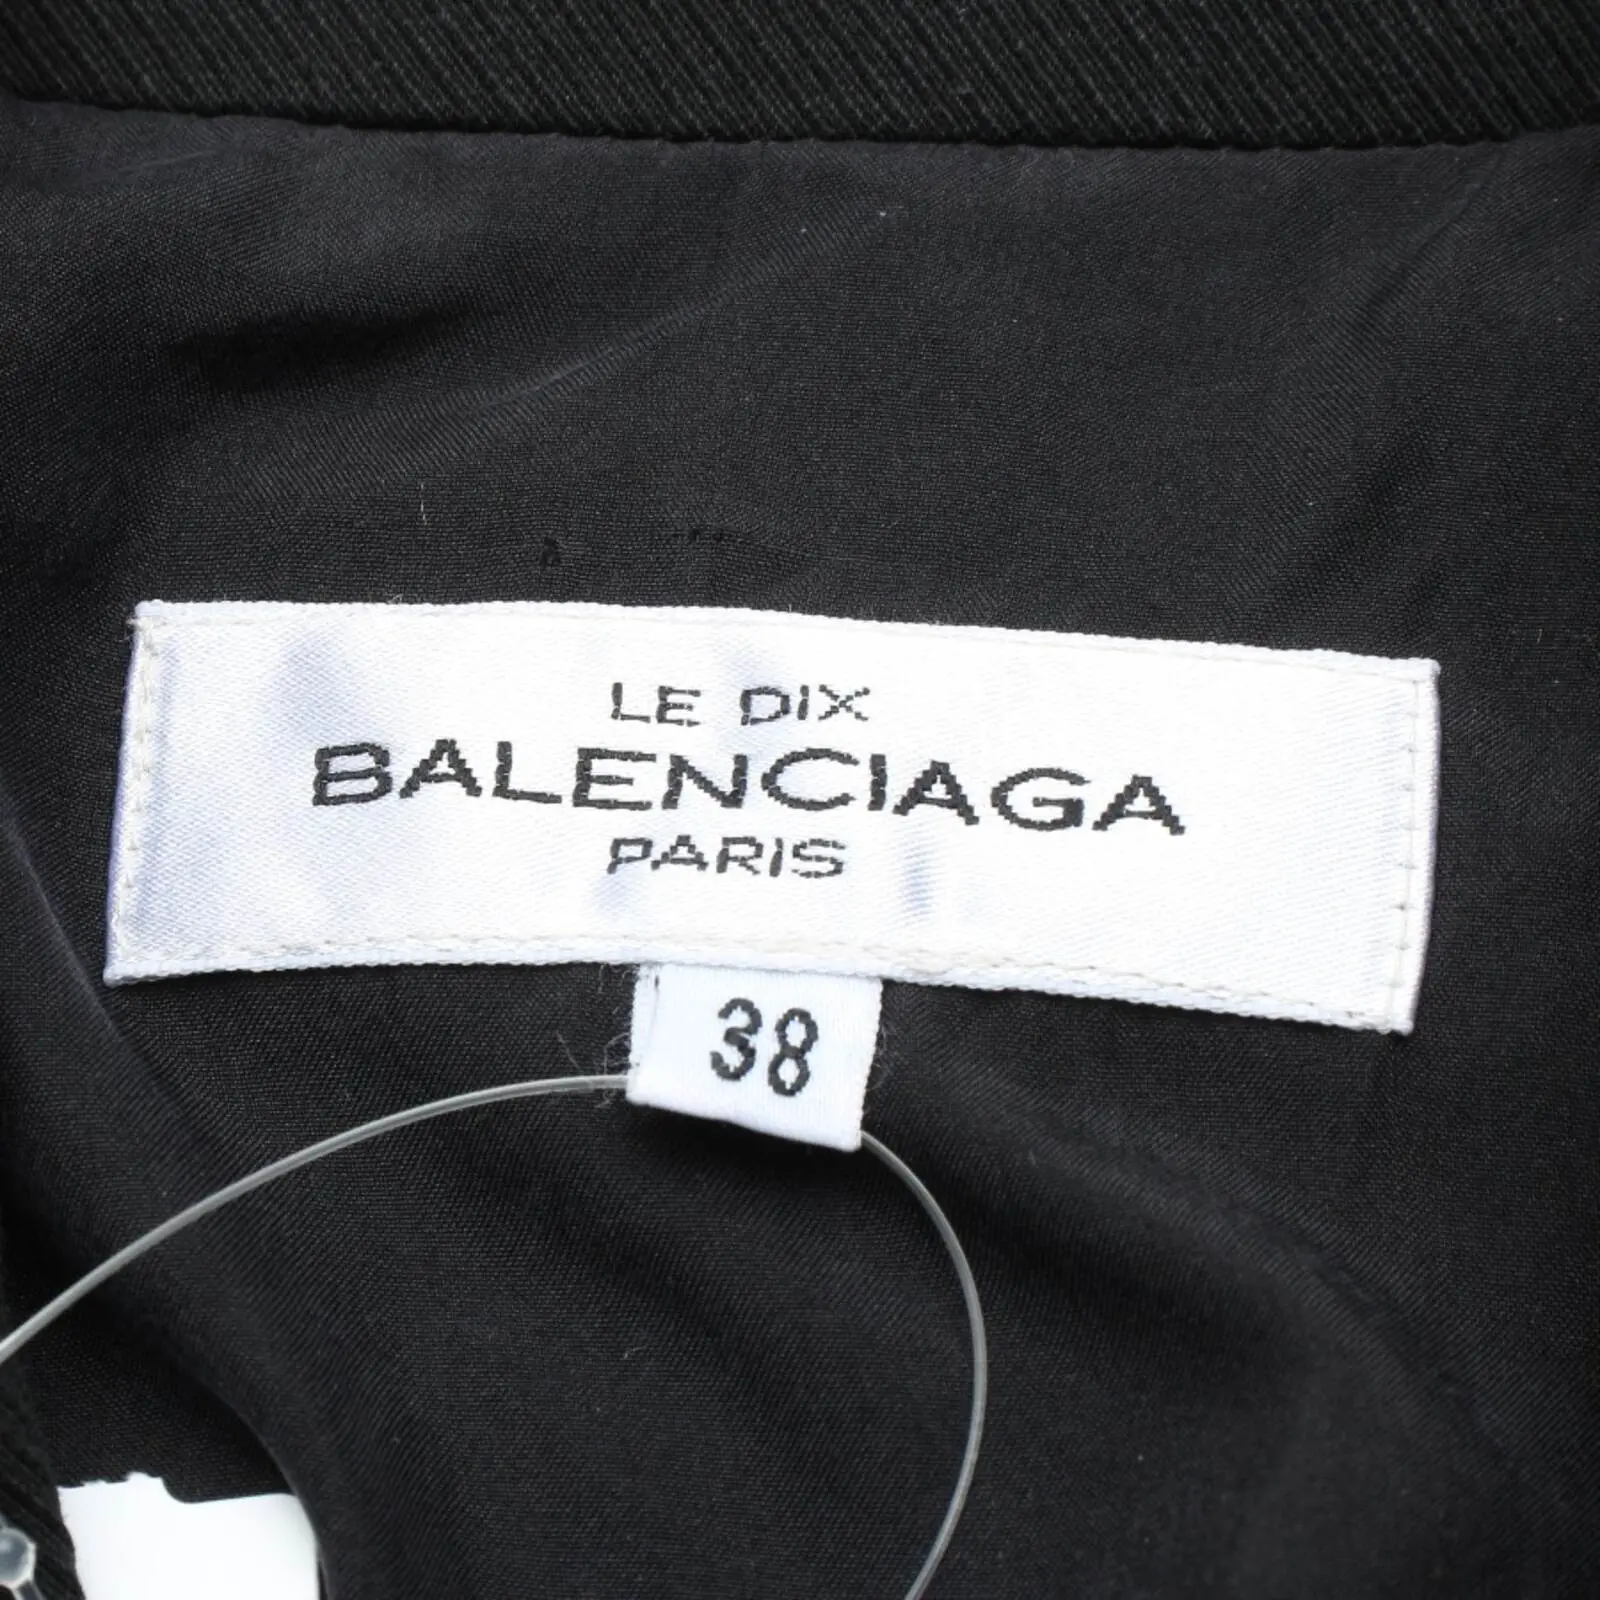 LE DIX
BALENCIAGA
PARIS
38